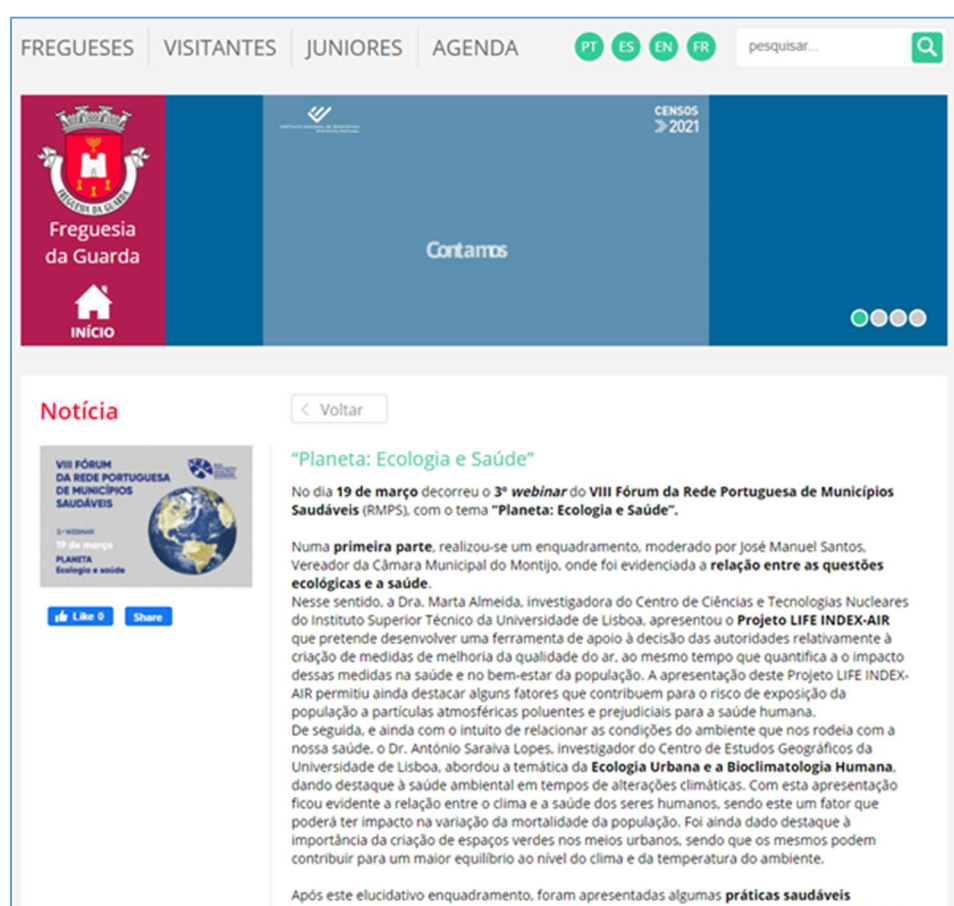 FREGUESES VISITANTES JUNIORES AGENDA PT ES EN FR pesquisar...
CENSOS
2021
FREGUESIA DA GUARDA
Freguesia
da Guarda
Contamos
INÍCIO
Notícia
VIII FÓRUM
DA REDE PORTUGUESA
DE MUNICÍPIOS
SAUDÁVEIS
3.º WEBINAR
19 de março
PLANETA
Ecologia e saúde
Like 0 Share
Voltar
"Planeta: Ecologia e Saúde"
No dia 19 de março decorreu o 3º webinar do VIII Fórum da Rede Portuguesa de Municípios
Saudáveis (RMPS), com o tema "Planeta: Ecologia e Saúde".
Numa primeira parte, realizou-se um enquadramento, moderado por José Manuel Santos,
Vereador da Câmara Municipal do Montijo, onde foi evidenciada a relação entre as questões
ecológicas e a saúde.
Nesse sentido, a Dra. Marta Almeida, investigadora do Centro de Ciências e Tecnologias Nucleares
do Instituto Superior Técnico da Universidade de Lisboa, apresentou o Projeto LIFE INDEX-AIR
que pretende desenvolver uma ferramenta de apoio à decisão das autoridades relativamente à
criação de medidas de melhoria da qualidade do ar, ao mesmo tempo que quantifica a o impacto
dessas medidas na saúde e no bem-estar da população. A apresentação deste Projeto LIFE INDEX-
AIR permitiu ainda destacar alguns fatores que contribuem para o risco de exposição da
população a partículas atmosféricas poluentes e prejudiciais para a saúde humana.
De seguida, e ainda com o intuito de relacionar as condições do ambiente que nos rodeia com a
nossa saúde, o Dr. António Saraiva Lopes, investigador do Centro de Estudos Geográficos da
Universidade de Lisboa, abordou a temática da Ecologia Urbana e a Bioclimatologia Humana,
dando destaque à saúde ambiental em tempos de alterações climáticas. Com esta apresentação
ficou evidente a relação entre o clima e a saúde dos seres humanos, sendo este um fator que
poderá ter impacto na variação da mortalidade da população. Foi ainda dado destaque à
importância da criação de espaços verdes nos meios urbanos, sendo que os mesmos podem
contribuir para um maior equilíbrio ao nível do clima e da temperatura do ambiente.
Após este elucidativo enquadramento, foram apresentadas algumas práticas saudáveis